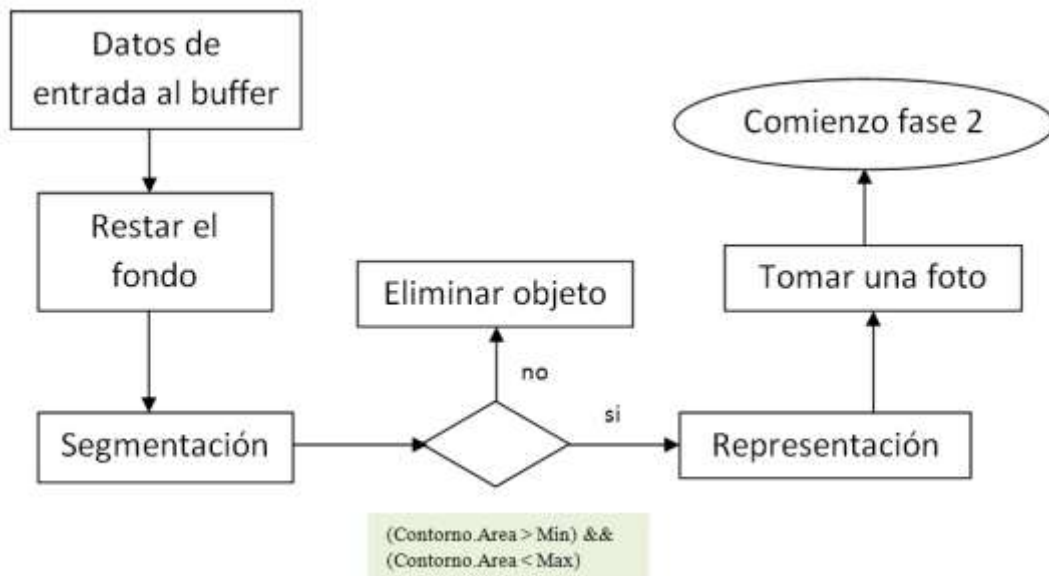 Datos de
entrada al buffer
Restar el
fondo
Segmentación
Eliminar objeto
no
si
(Contorno.Area > Min) &&
(Contorno.Area < Max)
Representación
Tomar una foto
Comienzo fase 2